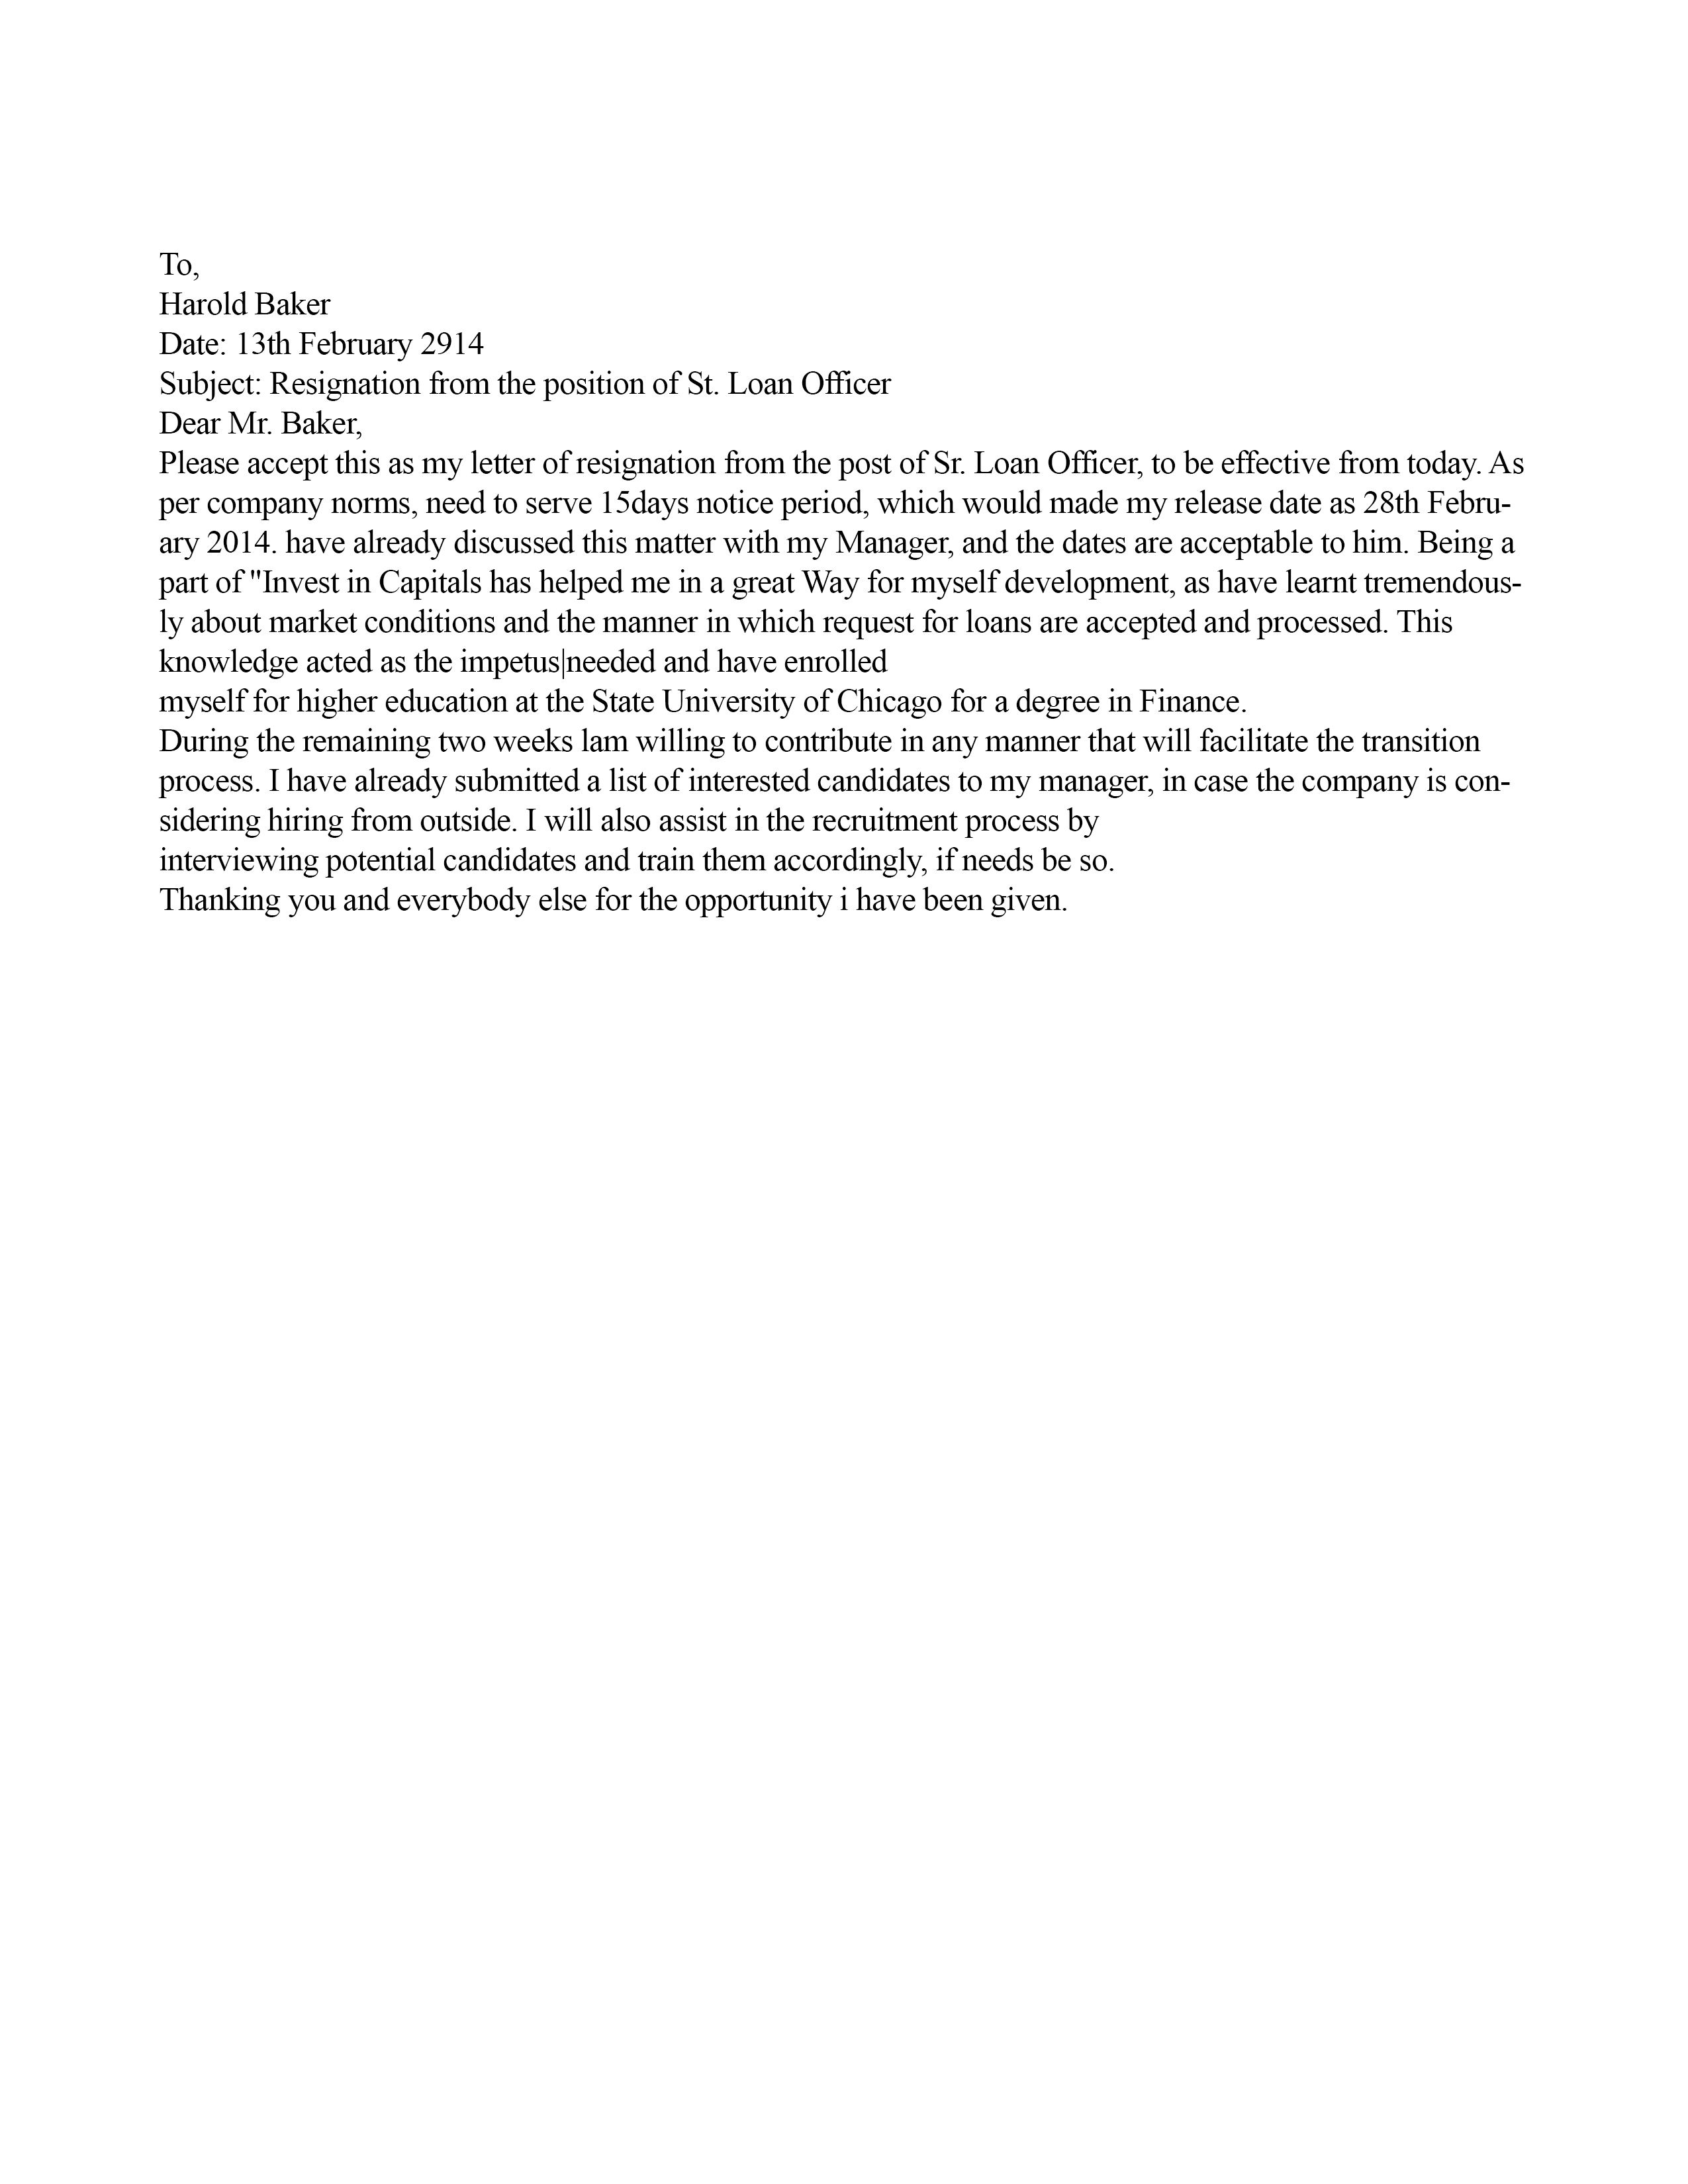 To,
Harold Baker
Date: 13th February 2914
Subject: Resignation from the position of St. Loan Officer
Dear Mr. Baker,
Please accept this as my letter of resignation from the post of Sr. Loan Officer, to be effective from today. As
per company norms, need to serve 15days notice period, which would made my release date as 28th Febru-
ary 2014. have already discussed this matter with my Manager, and the dates are acceptable to him. Being a
part of "Invest in Capitals has helped me in a great Way for myself development, as have learnt tremendous-
ly about market conditions and the manner in which request for loans are accepted and processed. This
knowledge acted as the impetus|needed and have enrolled
myself for higher education at the State University of Chicago for a degree in Finance.
During the remaining two weeks lam willing to contribute in any manner that will facilitate the transition
process. I have already submitted a list of interested candidates to my manager, in case the company is con-
sidering hiring from outside. I will also assist in the recruitment process by
interviewing potential candidates and train them accordingly, if needs be so.
Thanking you and everybody else for the opportunity i have been given.